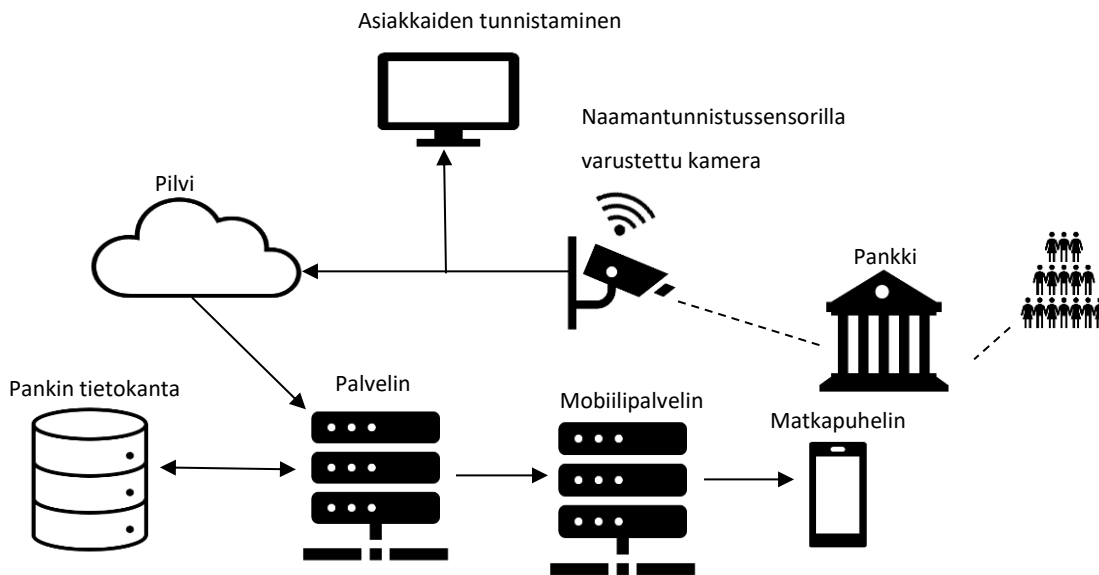 Asiakkaiden tunnistaminen
Naamantunnistussensorilla
varustettu kamera
Pilvi
Pankki
Pankin tietokanta
Palvelin
Mobiilipalvelin
Matkapuhelin